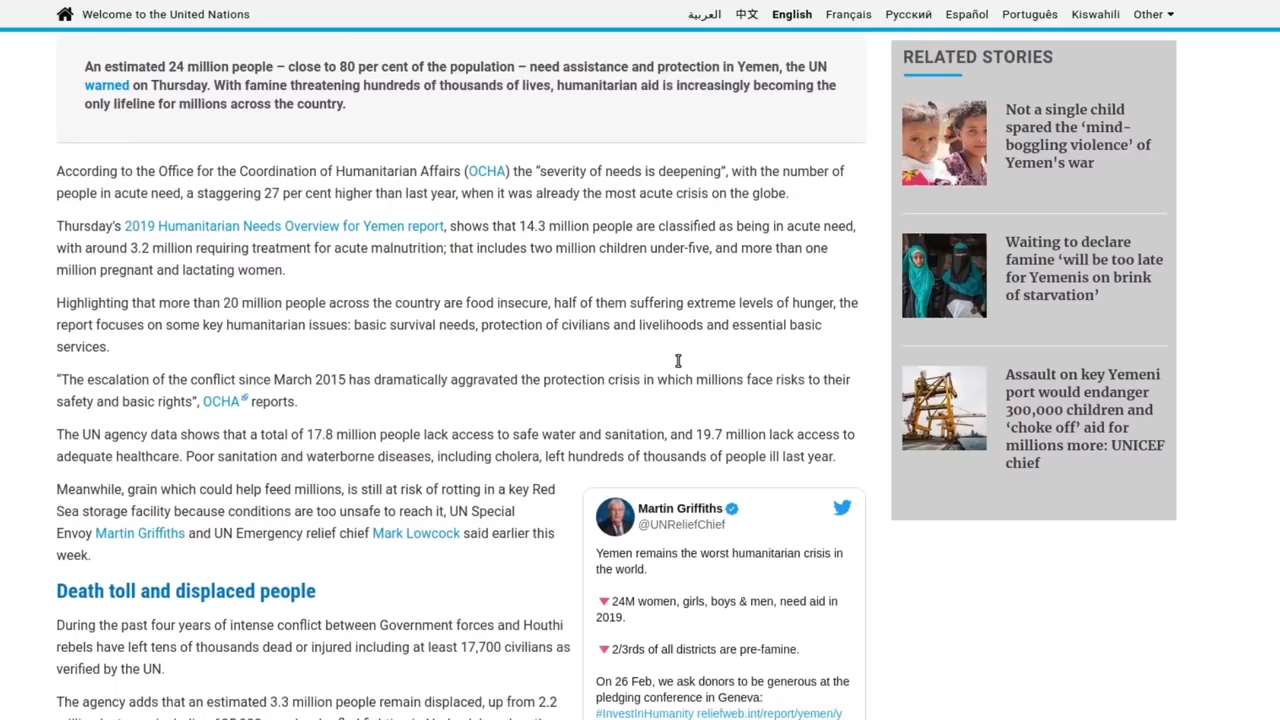 Welcome to the United Nations
العربية 中文 English Français Русский Español Português Kiswahili Other
An estimated 24 million people – close to 80 per cent of the population – need assistance and protection in Yemen, the UN
warned on Thursday. With famine threatening hundreds of thousands of lives, humanitarian aid is increasingly becoming the
only lifeline for millions across the country.
According to the Office for the Coordination of Humanitarian Affairs (OCHA) the “severity of needs is deepening”, with the number of
people in acute need, a staggering 27 per cent higher than last year, when it was already the most acute crisis on the globe.
Thursday’s 2019 Humanitarian Needs Overview for Yemen report, shows that 14.3 million people are classified as being in acute need,
with around 3.2 million requiring treatment for acute malnutrition; that includes two million children under-five, and more than one
million pregnant and lactating women.
Highlighting that more than 20 million people across the country are food insecure, half of them suffering extreme levels of hunger, the
report focuses on some key humanitarian issues: basic survival needs, protection of civilians and livelihoods and essential basic
services.
“The escalation of the conflict since March 2015 has dramatically aggravated the protection crisis in which millions face risks to their
safety and basic rights”, OCHA reports.
The UN agency data shows that a total of 17.8 million people lack access to safe water and sanitation, and 19.7 million lack access to
adequate healthcare. Poor sanitation and waterborne diseases, including cholera, left hundreds of thousands of people ill last year.
Meanwhile, grain which could help feed millions, is still at risk of rotting in a key Red
Sea storage facility because conditions are too unsafe to reach it, UN Special
Envoy Martin Griffiths and UN Emergency relief chief Mark Lowcock said earlier this
week.
Death toll and displaced people
During the past four years of intense conflict between Government forces and Houthi
rebels have left tens of thousands dead or injured including at least 17,700 civilians as
verified by the UN.
The agency adds that an estimated 3.3 million people remain displaced, up from 2.2
Martin Griffiths
@UNReliefChief
Yemen remains the worst humanitarian crisis in
the world.
🔻24M women, girls, boys & men, need aid in
2019.
🔻2/3rds of all districts are pre-famine.
On 26 Feb, we ask donors to be generous at the
pledging conference in Geneva:
#InvestInHumanity reliefweb.int/report/yemen/y
RELATED STORIES
Not a single child
spared the ‘mind-
boggling violence’ of
Yemen's war
Waiting to declare
famine ‘will be too late
for Yemenis on brink
of starvation’
Assault on key Yemeni
port would endanger
300,000 children and
‘choke off’ aid for
millions more: UNICEF
chief